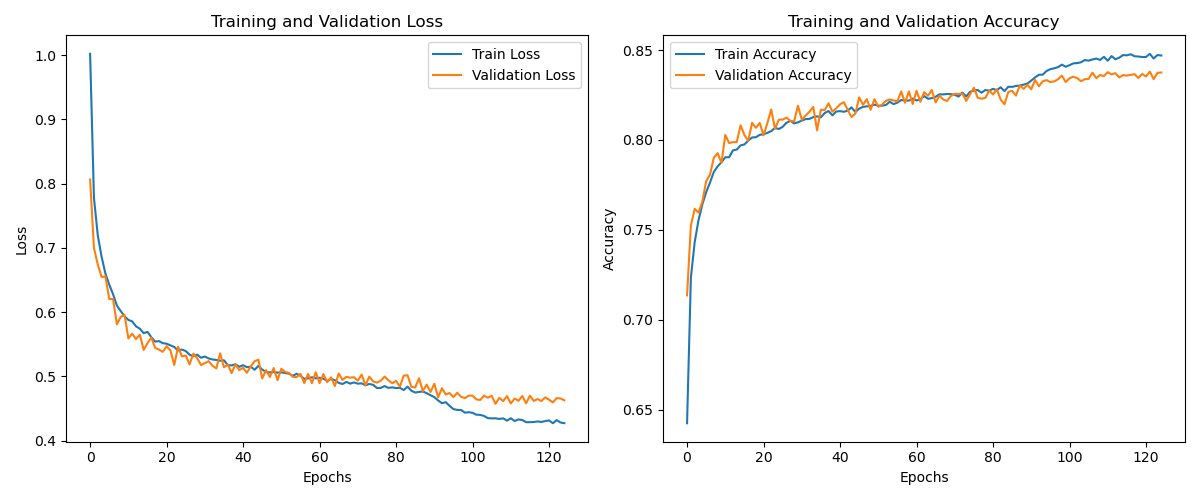 Training and Validation Loss
Train Loss
Validation Loss
1.0
0.9
0.8
0.7
0.6
0.5
0.4
Loss
0
20
40
60
80
100
120
Epochs
Training and Validation Accuracy
Train Accuracy
Validation Accuracy
0.85
0.80
0.75
0.70
0.65
Accuracy
0
20
40
60
80
100
120
Epochs